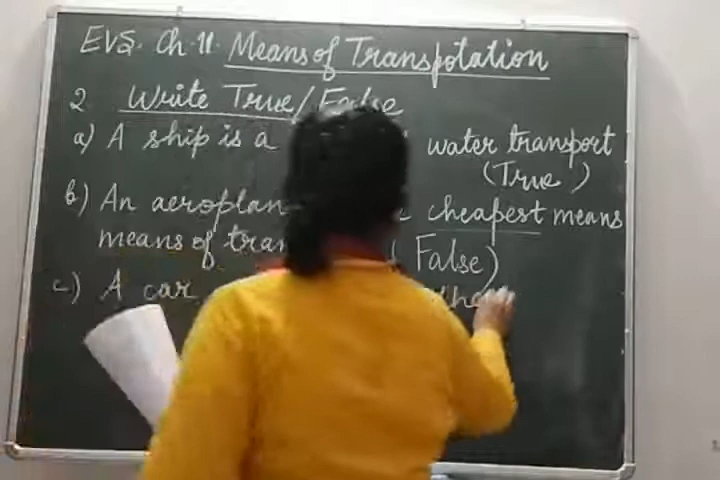 EVS. Ch-11. Means of Transpotation
2 Write True/False
a) A ship is a water transport
(True)
b) An aeroplan cheapest means
means of tran False)
c) A car